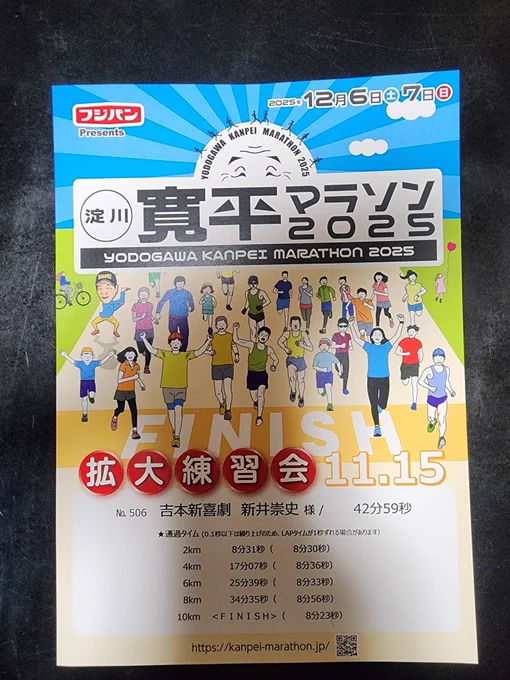 フジパン
Presents
2025年 12月6日土7日日
YODOGAWA KANPEI MARATHON 2025
淀川 寛平マラソン2025
YODOGAWA KANPEI MARATHON 2025
KANPEI
FINISH
拡大練習会 11.15
№506 吉本新喜劇 新井崇史 様 / 42分59秒
★通過タイム (0.1秒以下は繰り上げのため、LAPタイムが1秒ずれる場合があります)
2km 8分31秒 ( 8分30秒)
4km 17分07秒 ( 8分36秒)
6km 25分39秒 ( 8分33秒)
8km 34分35秒 ( 8分56秒)
10km <FINISH> ( 8分23秒)
https://kanpei-marathon.jp/